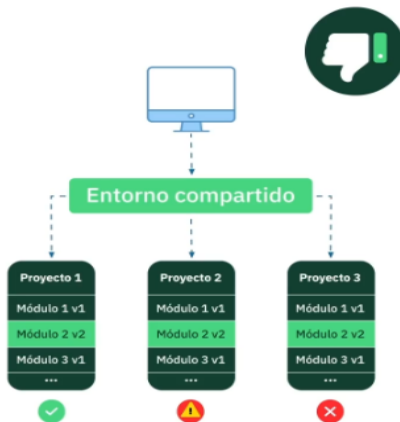 Entorno compartido
Proyecto 1
Módulo 1 v1
Módulo 2 v2
Módulo 3 v1
...
Proyecto 2
Módulo 1 v1
Módulo 2 v2
Módulo 3 v1
...
Proyecto 3
Módulo 1 v1
Módulo 2 v2
Módulo 3 v1
...